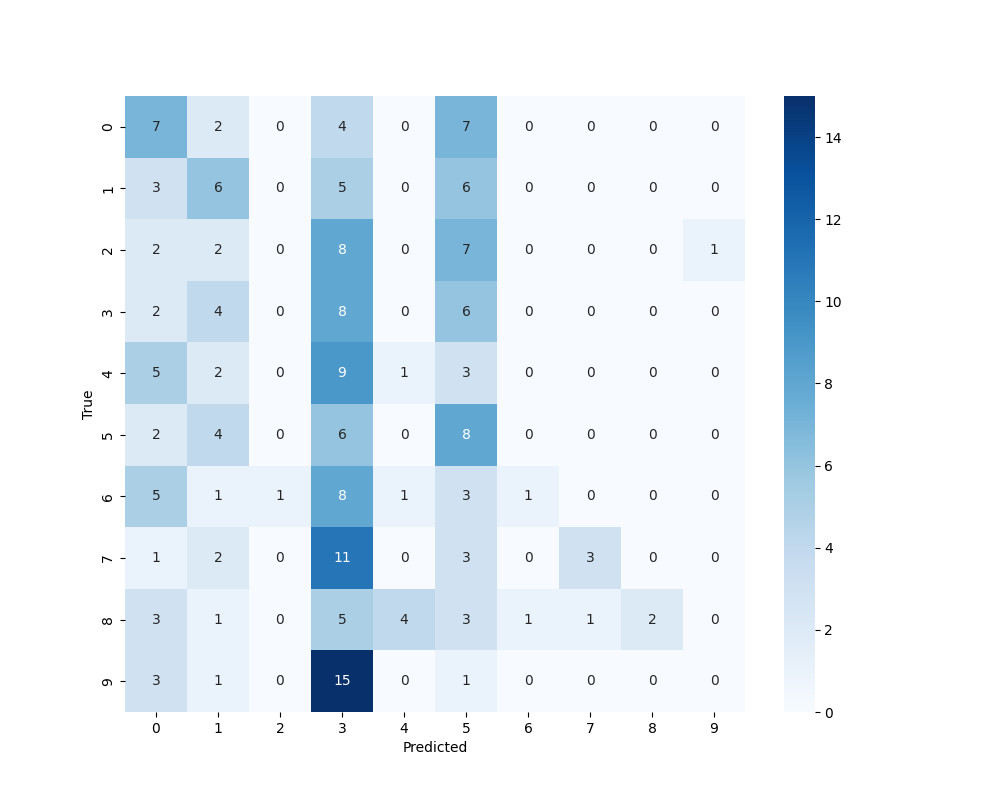 0 7 2 0 4 0 7 0 0 0 0
1 3 6 0 5 0 6 0 0 0 0
2 2 2 0 8 0 7 0 0 0 1
3 2 4 0 8 0 6 0 0 0 0
4 5 2 0 9 1 3 0 0 0 0
5 2 4 0 6 0 8 0 0 0 0
6 5 1 1 8 1 3 1 0 0 0
7 1 2 0 11 0 3 0 3 0 0
8 3 1 0 5 4 3 1 1 2 0
9 3 1 0 15 0 1 0 0 0 0
0 1 2 3 4 5 6 7 8 9
Predicted
True
14
12
10
8
6
4
2
0